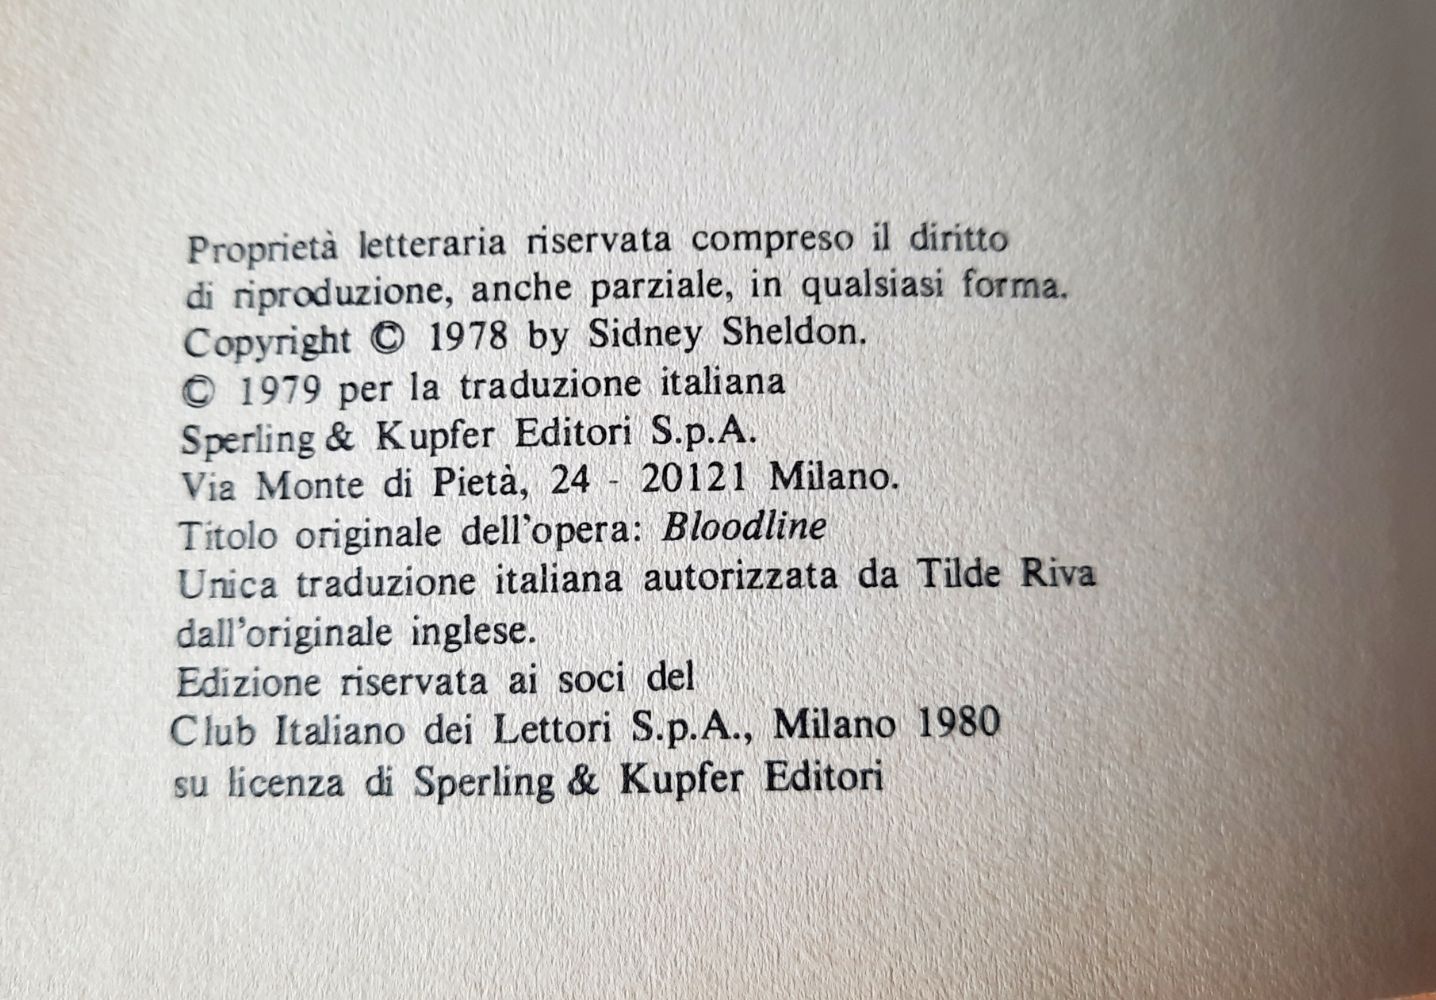 Proprietà letteraria riservata compreso il diritto
di riproduzione, anche parziale, in qualsiasi forma.
Copyright © 1978 by Sidney Sheldon.
© 1979 per la traduzione italiana
Sperling & Kupfer Editori S.p.A.
Via Monte di Pietà, 24 - 20121 Milano.
Titolo originale dell'opera: Bloodline
Unica traduzione italiana autorizzata da Tilde Riva
dall'originale inglese.
Edizione riservata ai soci del
Club Italiano dei Lettori S.p.A., Milano 1980
su licenza di Sperling & Kupfer Editori